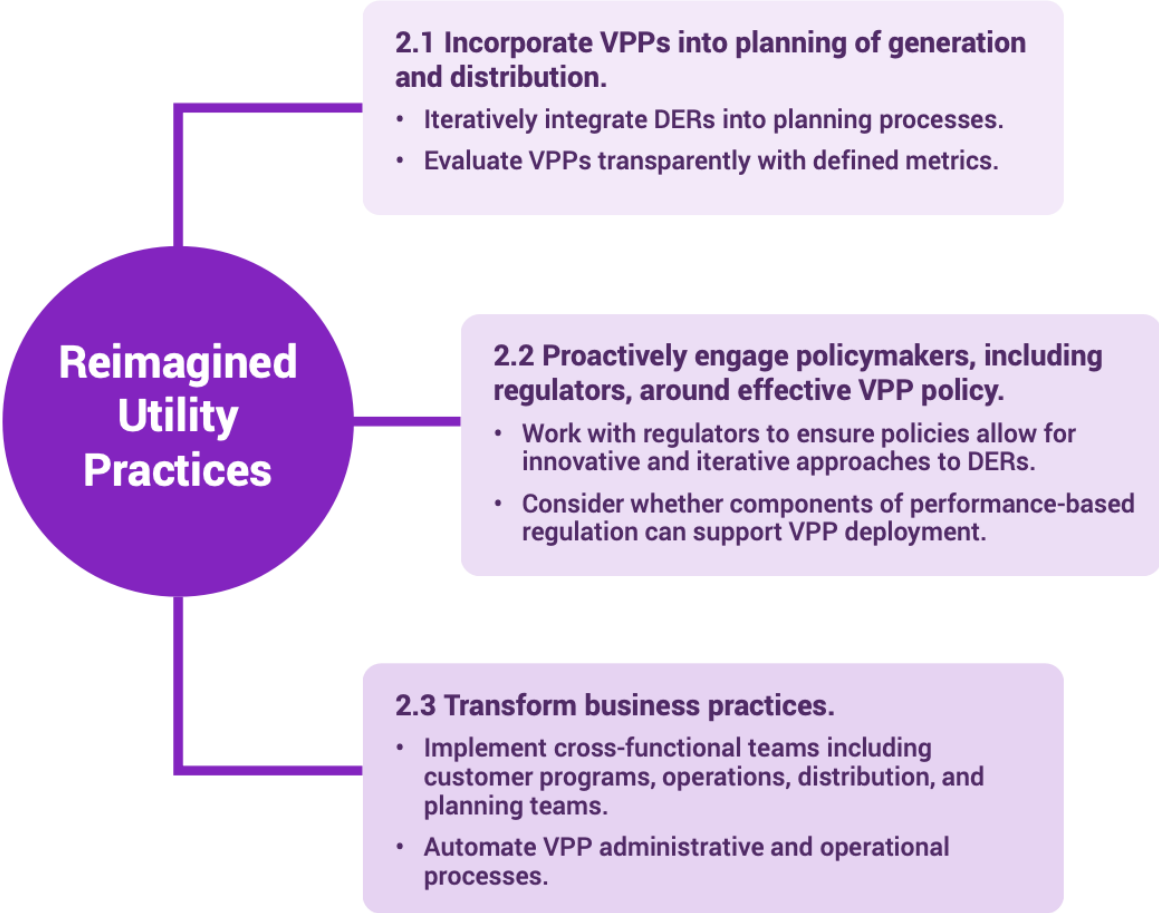 2.1 Incorporate VPPs into planning of generation
and distribution.
• Iteratively integrate DERs into planning processes.
• Evaluate VPPs transparently with defined metrics.
Reimagined
Utility
Practices
2.2 Proactively engage policymakers, including
regulators, around effective VPP policy.
• Work with regulators to ensure policies allow for
innovative and iterative approaches to DERs.
• Consider whether components of performance-based
regulation can support VPP deployment.
2.3 Transform business practices.
• Implement cross-functional teams including
customer programs, operations, distribution, and
planning teams.
• Automate VPP administrative and operational
processes.